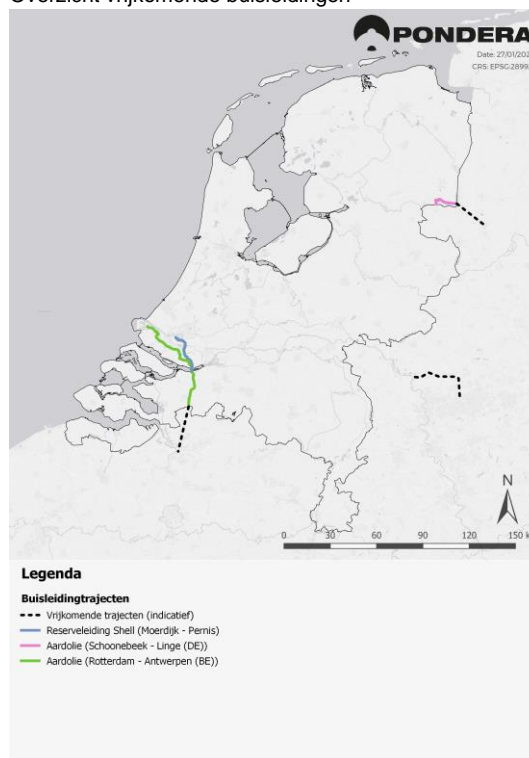 Overzicht vrijkomende buisleidingen
PONDERA
Date: 27/01/202
CRS: EPSG:2899
N
0 30 60 90 120 150 k
Legenda
Buisleidingtrajecten
Vrijkomende trajecten (indicatief)
Reserveleiding Shell (Moerdijk - Pernis)
Aardolie (Schoonebeek - Linge (DE))
Aardolie (Rotterdam - Antwerpen (BE))